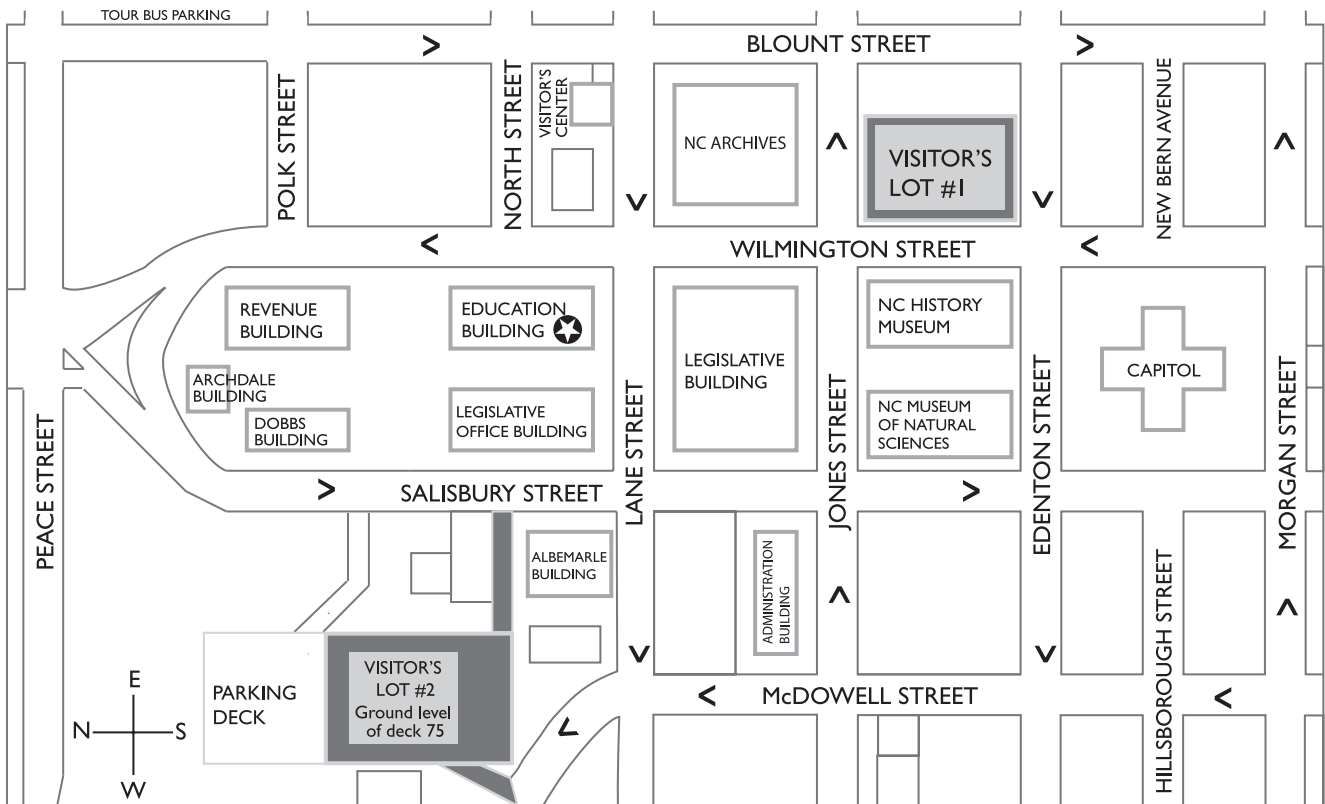 TOUR BUS PARKING
BLOUNT STREET
>
>
POLK STREET
NORTH STREET
VISITOR'S
CENTER
NC ARCHIVES
VISITOR'S
LOT #1
NEW BERN AVENUE
WILMINGTON STREET
REVENUE
BUILDING
EDUCATION
BUILDING
ARCHDALE
BUILDING
DOBBS
BUILDING
LEGISLATIVE
OFFICE BUILDING
LEGISLATIVE
BUILDING
NC HISTORY
MUSEUM
NC MUSEUM
OF NATURAL
SCIENCES
CAPITOL
PEACE STREET
SALISBURY STREET
LANE STREET
JONES STREET
EDENTON STREET
MORGAN STREET
ALBEMARLE
BUILDING
ADMINISTRATION
BUILDING
HILLSBOROUGH STREET
PARKING
DECK
VISITOR'S
LOT #2
Ground level
of deck 75
McDOWELL STREET
E
N
S
W